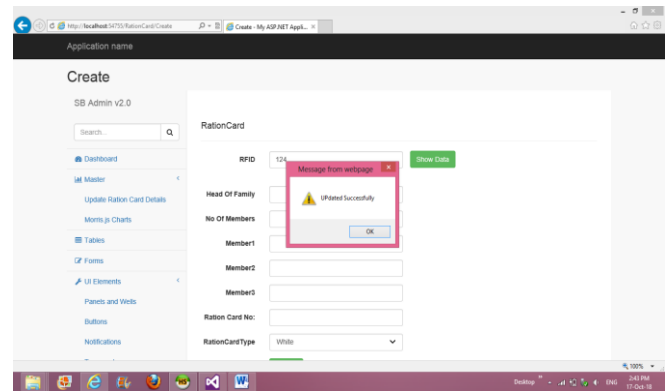 http://localhost:34755/RationCard/Create
Create - My ASP.NET Appli...
Application name
Create
SB Admin v2.0
Search...
Dashboard
Master
Update Ration Card Details
Morris.js Charts
Tables
Forms
UI Elements
Panels and Wells
Buttons
Notifications
RationCard
RFID
124
Show Data
Head Of Family
No Of Members
Member1
Member2
Member3
Ration Card No:
RationCardType
White
Message from webpage
UPdated Successfully
OK
100%
Desktop
ENG
2:43 PM
17-Oct-18